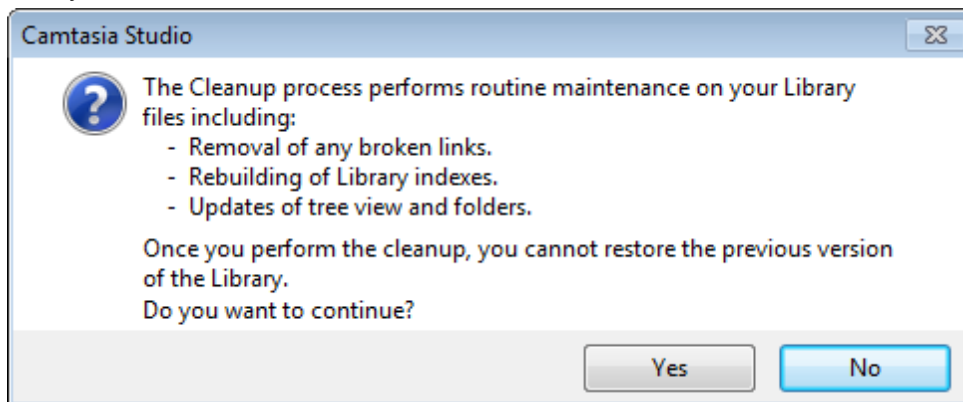 Camtasia Studio
The Cleanup process performs routine maintenance on your Library
files including:
- Removal of any broken links.
- Rebuilding of Library indexes.
- Updates of tree view and folders.
Once you perform the cleanup, you cannot restore the previous version
of the Library.
Do you want to continue?
Yes No